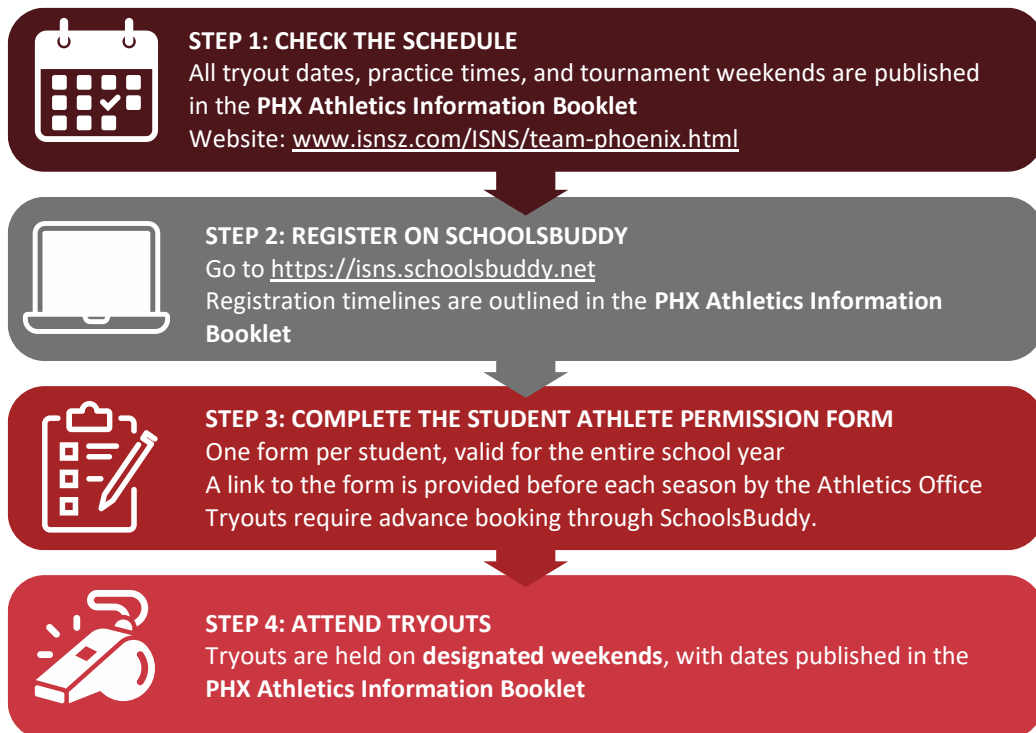 STEP 1: CHECK THE SCHEDULE
All tryout dates, practice times, and tournament weekends are published
in the PHX Athletics Information Booklet
Website: www.isnsz.com/ISNS/team-phoenix.html
STEP 2: REGISTER ON SCHOOLSBUDDY
Go to https://isns.schoolsbuddy.net
Registration timelines are outlined in the PHX Athletics Information
Booklet
STEP 3: COMPLETE THE STUDENT ATHLETE PERMISSION FORM
One form per student, valid for the entire school year
A link to the form is provided before each season by the Athletics Office
Tryouts require advance booking through SchoolsBuddy.
STEP 4: ATTEND TRYOUTS
Tryouts are held on designated weekends, with dates published in the
PHX Athletics Information Booklet